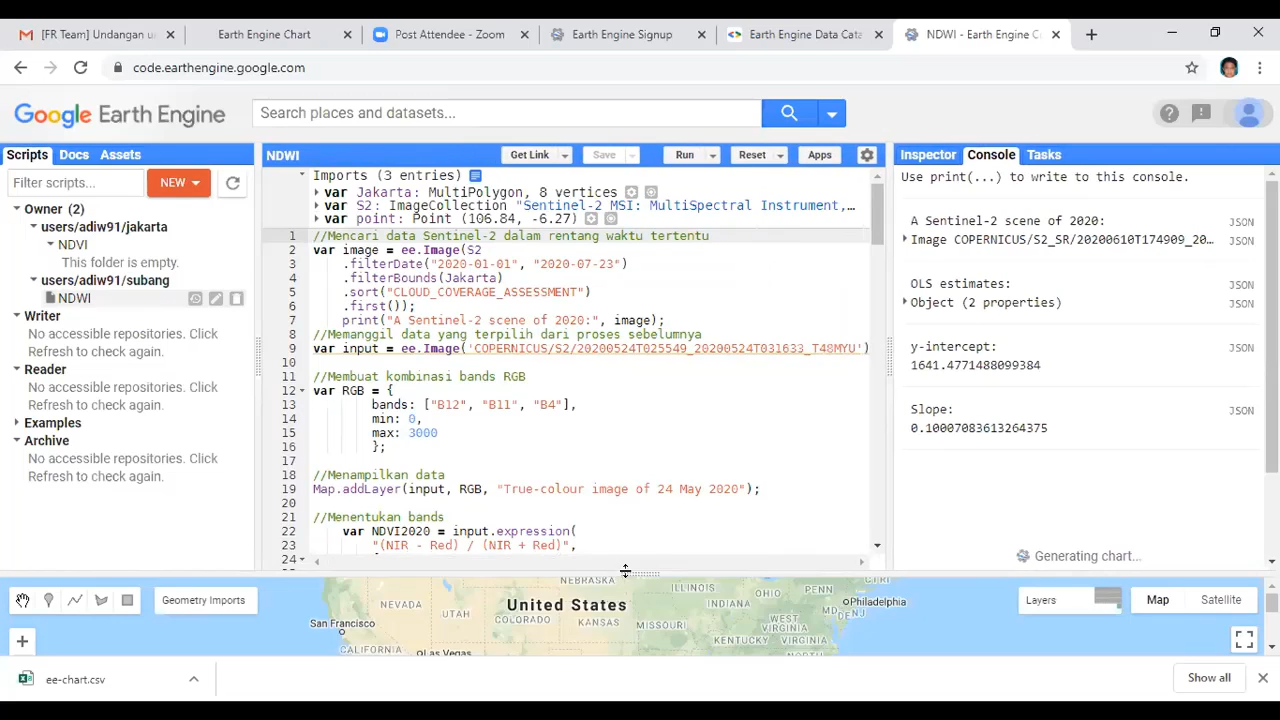 [FR Team] Undangan u
Earth Engine Chart
Post Attendee - Zoom
Earth Engine Signup
Earth Engine Data Cata
NDWI - Earth Engine C
code.earthengine.google.com
Google Earth Engine
Search places and datasets...
Scripts Docs Assets
NDWI
Get Link
Save
Run
Reset
Apps
Inspector Console Tasks
Filter scripts...
NEW
Owner (2)
users/adiw91/jakarta
NDVI
This folder is empty.
users/adiw91/subang
NDWI
Writer
No accessible repositories. Click
Refresh to check again.
Reader
No accessible repositories. Click
Refresh to check again.
Examples
Archive
No accessible repositories. Click
Refresh to check again.
Imports (3 entries)
var Jakarta: MultiPolygon, 8 vertices
var S2: ImageCollection "Sentinel-2 MSI: MultiSpectral Instrument,…
var point: Point (106.84, -6.27)
1 //Mencari data Sentinel-2 dalam rentang waktu tertentu
2 var image = ee.Image(S2
3 .filterDate("2020-01-01", "2020-07-23")
4 .filterBounds(Jakarta)
5 .sort("CLOUD_COVERAGE_ASSESSMENT")
6 .first());
7 print("A Sentinel-2 scene of 2020:", image);
8 //Memanggil data yang terpilih dari proses sebelumnya
9 var input = ee.Image('COPERNICUS/S2/20200524T025549_20200524T031633_T48MYU')
10
11 //Membuat kombinasi bands RGB
12 var RGB = {
13 bands: ["B12", "B11", "B4"],
14 min: 0,
15 max: 3000
16 };
17
18 //Menampilkan data
19 Map.addLayer(input, RGB, "True-colour image of 24 May 2020");
20
21 //Menentukan bands
22 var NDVI2020 = input.expression(
23 "(NIR - Red) / (NIR + Red)",
24
Use print(...) to write to this console.
A Sentinel-2 scene of 2020:
JSON
Image COPERNICUS/S2_SR/20200610T174909_20…
JSON
OLS estimates:
JSON
Object (2 properties)
JSON
y-intercept:
JSON
1641.4771488099384
Slope:
JSON
0.10007083613264375
Generating chart...
Geometry Imports
Layers
Map
Satellite
NEBRASKA
ILLINOIS
OHIO
PENN
Philadelphia
NEVADA
UTAH
United States
COLORADO
KANSAS
INDIANA
MISSOURI
WEST
VIRGINIA
KENTUCKY
VIRGINIA
San Francisco
CALIFORNIA
Las Vegas
ee-chart.csv
Show all